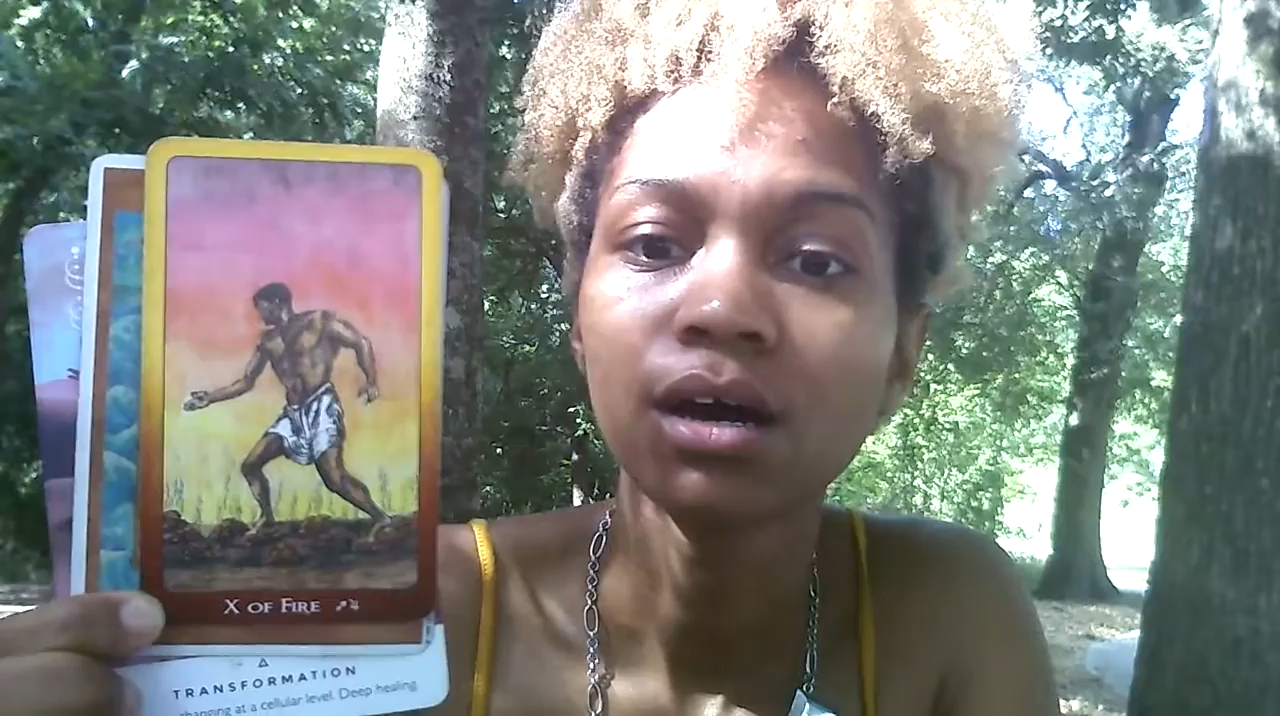 X OF FIRE ♐♃
TRANSFORMATION
changing at a cellular level. Deep healing